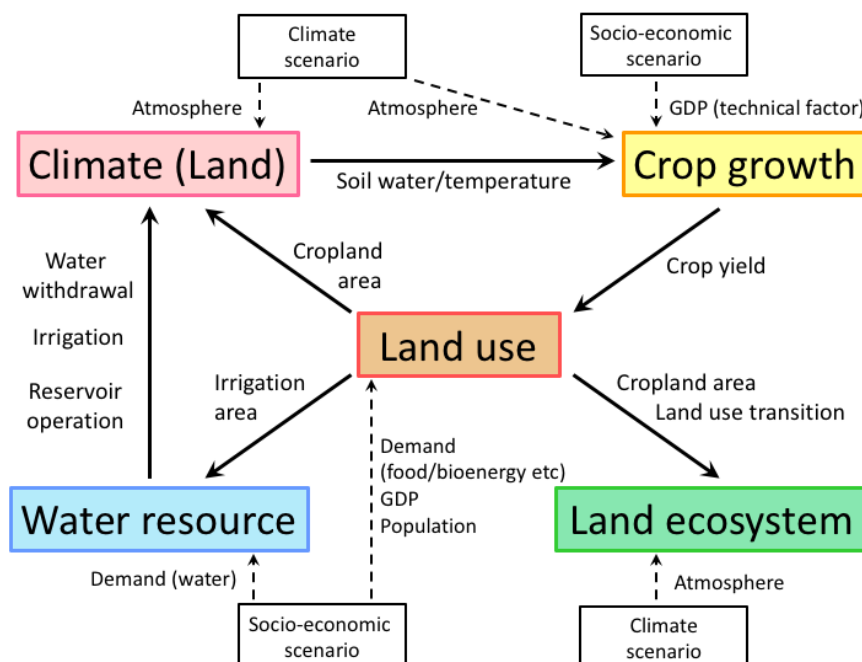 Climate
scenario
Socio-economic
scenario
Atmosphere
Atmosphere
GDP (technical factor)
Climate (Land)
Crop growth
Soil water/temperature
Water
withdrawal
Irrigation
Reservoir
operation
Cropland
area
Crop yield
Land use
Irrigation
area
Cropland area
Land use transition
Demand
(food/bioenergy etc)
GDP
Population
Water resource
Land ecosystem
Demand (water)
Atmosphere
Socio-economic
scenario
Climate
scenario